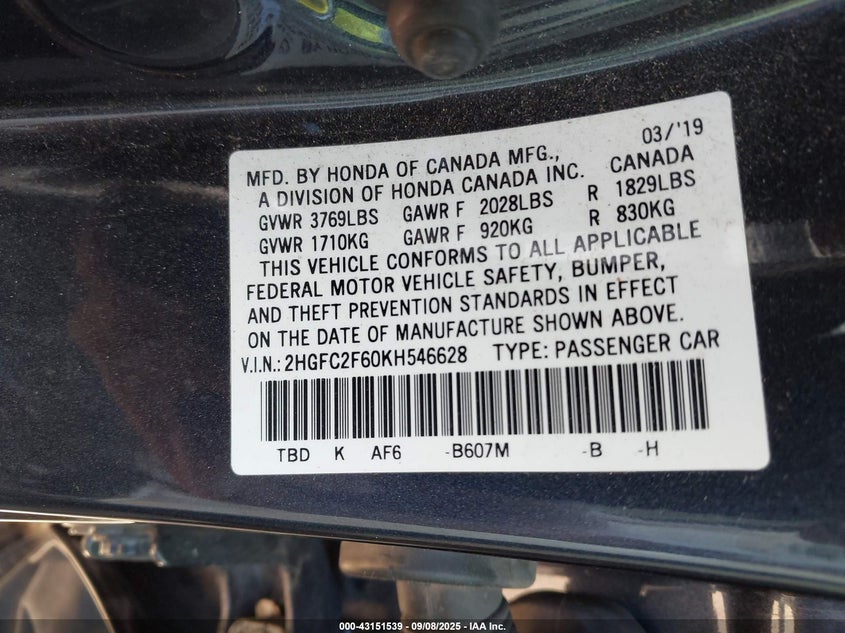 03/'19
MFD. BY HONDA OF CANADA MFG.,
A DIVISION OF HONDA CANADA INC. CANADA
GVWR 3769LBS GAWR F 2028LBS R 1829LBS
GVWR 1710KG GAWR F 920KG R 830KG
THIS VEHICLE CONFORMS TO ALL APPLICABLE
FEDERAL MOTOR VEHICLE SAFETY, BUMPER,
AND THEFT PREVENTION STANDARDS IN EFFECT
ON THE DATE OF MANUFACTURE SHOWN ABOVE.
V.I.N.: 2HGFC2F60KH546628 TYPE: PASSENGER CAR
TBD K AF6 -B607M -B -H
000-43151539 - 09/08/2025 - IAA Inc.